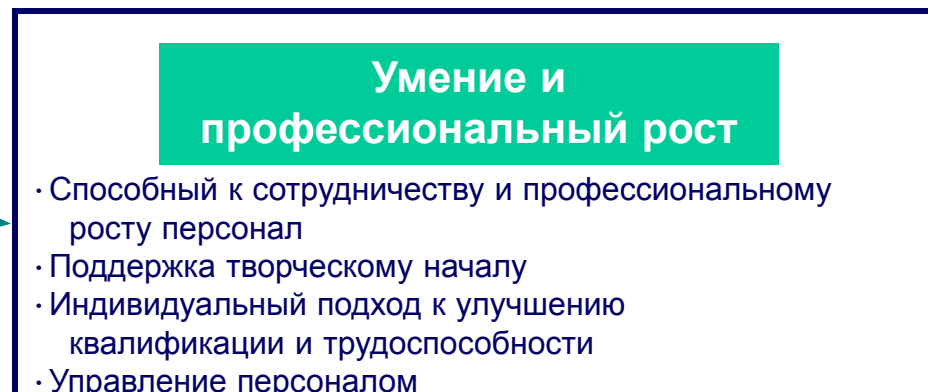 Умение и
профессиональный рост
· Способный к сотрудничеству и профессиональному
росту персонал
· Поддержка творческому началу
· Индивидуальный подход к улучшению
квалификации и трудоспособности
· Управление персоналом